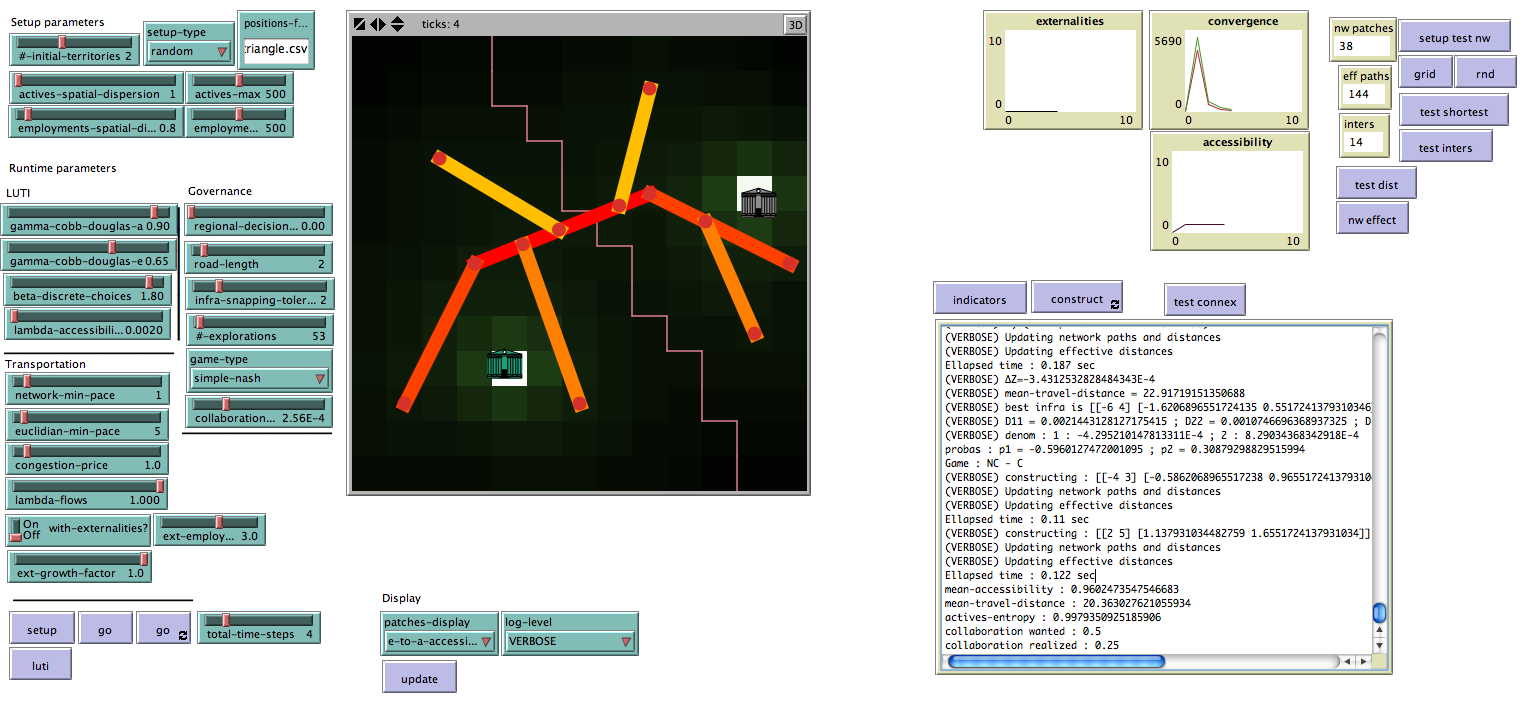 Setup parameters
#-initial-territories 2
setup-type
random
positions-f...
triangle.csv
actives-spatial-dispersion 1
actives-max 500
employments-spatial-di... 0.8
employme... 500
Runtime parameters
LUTI
gamma-cobb-douglas-a 0.90
gamma-cobb-douglas-e 0.65
beta-discrete-choices 1.80
lambda-accessibili... 0.0020
Governance
regional-decision... 0.00
road-length 2
infra-snapping-toler... 2
#-explorations 53
game-type
simple-nash
collaboration... 2.56E-4
Transportation
network-min-pace 1
euclidian-min-pace 5
congestion-price 1.0
lambda-flows 1.000
On
Off
with-externalities?
ext-employ... 3.0
ext-growth-factor 1.0
setup
go
go
total-time-steps 4
luti
ticks: 4
3D
Display
patches-display
e-to-a-accessi...
log-level
VERBOSE
update
externalities
10
0
0
10
convergence
5690
0
0
10
accessibility
10
0
0
10
nw patches
38
eff paths
144
inters
14
setup test nw
grid
rnd
test shortest
test inters
test dist
nw effect
indicators
construct
test connex
(VERBOSE) Updating network paths and distances
(VERBOSE) Updating effective distances
Ellapsed time : 0.187 sec
(VERBOSE) ΔZ=-3.4312532828484343E-4
(VERBOSE) mean-travel-distance = 22.91719151350688
(VERBOSE) best infra is [[-6 4] [-1.6206896551724135 0.5517241379310346
(VERBOSE) D11 = 0.0021443128127175415 ; D22 = 0.0010746696368937325 ; D
(VERBOSE) denom : 1 : -4.295210147813311E-4 ; 2 : 8.29034368342918E-4
probas : p1 = -0.5960127472001095 ; p2 = 0.30879298829515994
Game : NC - C
(VERBOSE) constructing : [[-4 3] [-0.5862068965517238 0.965517241379310
(VERBOSE) Updating network paths and distances
(VERBOSE) Updating effective distances
Ellapsed time : 0.11 sec
(VERBOSE) constructing : [[2 5] [1.137931034482759 1.6551724137931034]]
(VERBOSE) Updating network paths and distances
(VERBOSE) Updating effective distances
Ellapsed time : 0.122 sec
mean-accessibility : 0.9602473547546683
mean-travel-distance : 20.363027621055934
actives-entropy : 0.9979350925185906
collaboration wanted : 0.5
collaboration realized : 0.25